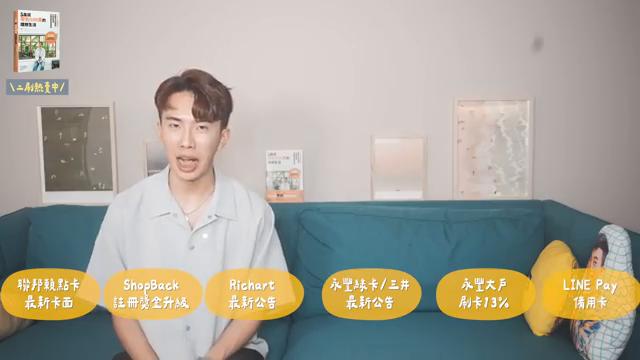 \二刷熱賣中/
聯邦賴點卡
最新卡面
ShopBack
註冊獎金升級
Richart
最新公告
永豐綠卡/三井
最新公告
永豐大戶
刷卡13%
LINE Pay
備用卡